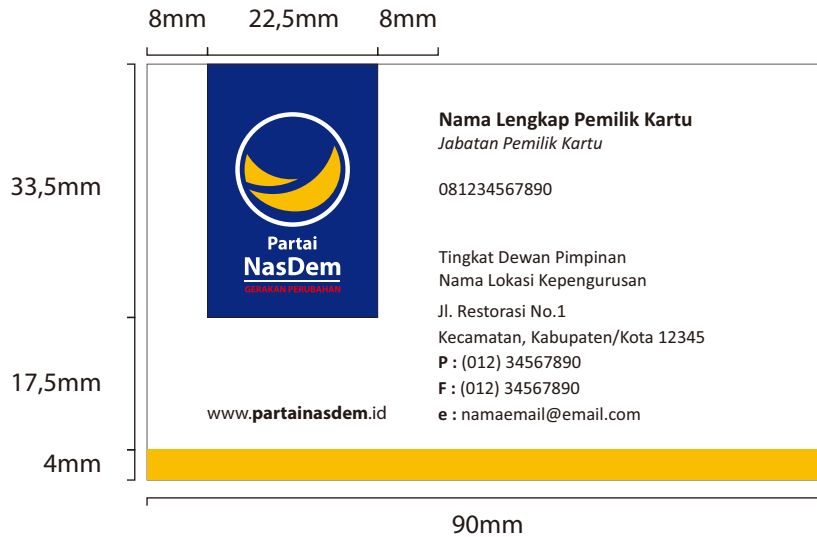 8mm 22,5mm 8mm
33,5mm
17,5mm
4mm
90mm
Partai
NasDem
GERAKAN PERUBAHAN
www.partainasdem.id
Nama Lengkap Pemilik Kartu
Jabatan Pemilik Kartu
081234567890
Tingkat Dewan Pimpinan
Nama Lokasi Kepengurusan
Jl. Restorasi No.1
Kecamatan, Kabupaten/Kota 12345
P : (012) 34567890
F : (012) 34567890
e : namaemail@email.com